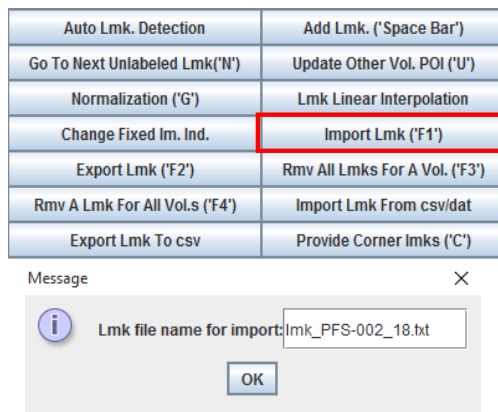 Auto Lmk. Detection
Add Lmk. ('Space Bar')
Go To Next Unlabeled Lmk('N')
Update Other Vol. POI ('U')
Normalization ('G')
Lmk Linear Interpolation
Change Fixed Im. Ind.
Import Lmk ('F1')
Export Lmk ('F2')
Rmv All Lmks For A Vol. ('F3')
Rmv A Lmk For All Vol.s ('F4')
Import Lmk From csv/dat
Export Lmk To csv
Provide Corner lmks ('C')
Message
Lmk file name for import: lmk_PFS-002_18.txt
OK